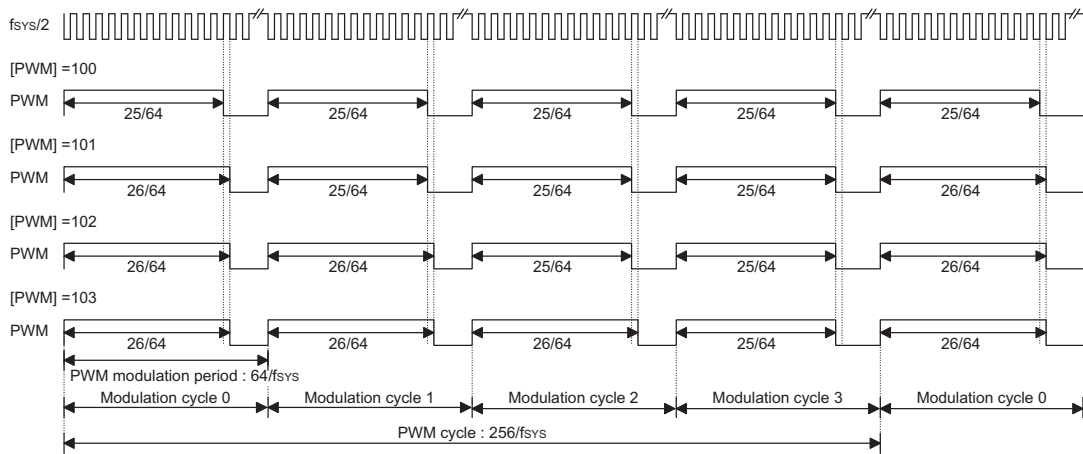 fSYS/2
[PWM] =100
PWM
25/64 25/64 25/64 25/64 25/64
[PWM] =101
PWM
26/64 25/64 25/64 25/64 26/64
[PWM] =102
PWM
26/64 26/64 25/64 25/64 26/64
[PWM] =103
PWM
26/64 26/64 26/64 25/64 26/64
PWM modulation period : 64/fSYS
Modulation cycle 0 Modulation cycle 1 Modulation cycle 2 Modulation cycle 3 Modulation cycle 0
PWM cycle : 256/fSYS